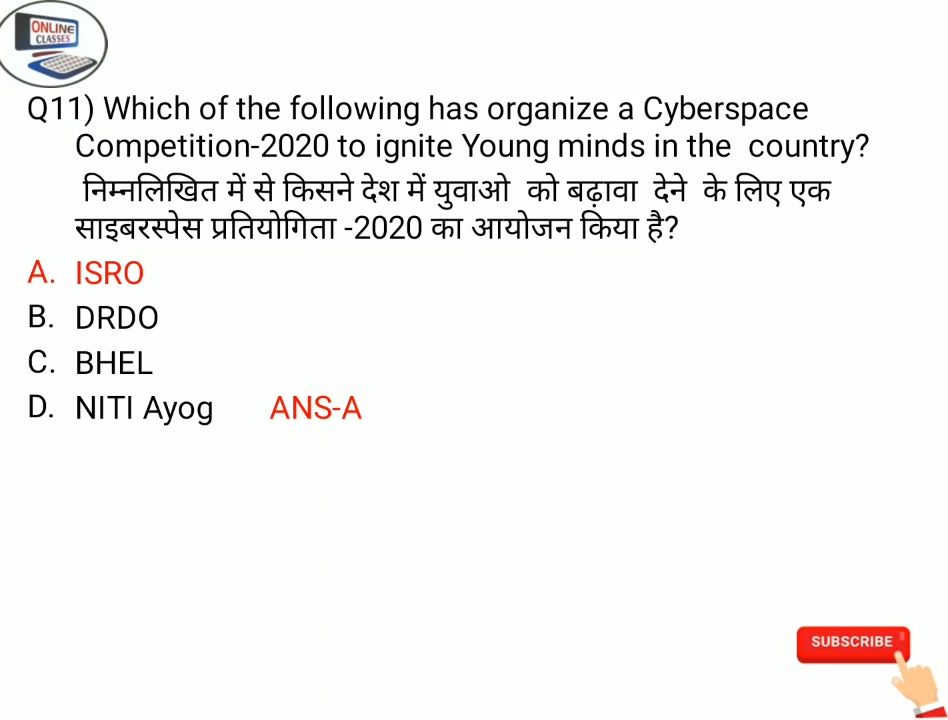 ONLINE
CLASSES
Q11) Which of the following has organize a Cyberspace
Competition-2020 to ignite Young minds in the country?
निम्नलिखित में से किसने देश में युवाओ को बढ़ावा देने के लिए एक
साइबरस्पेस प्रतियोगिता -2020 का आयोजन किया है?
A. ISRO
B. DRDO
C. BHEL
D. NITI Ayog ANS-A
SUBSCRIBE